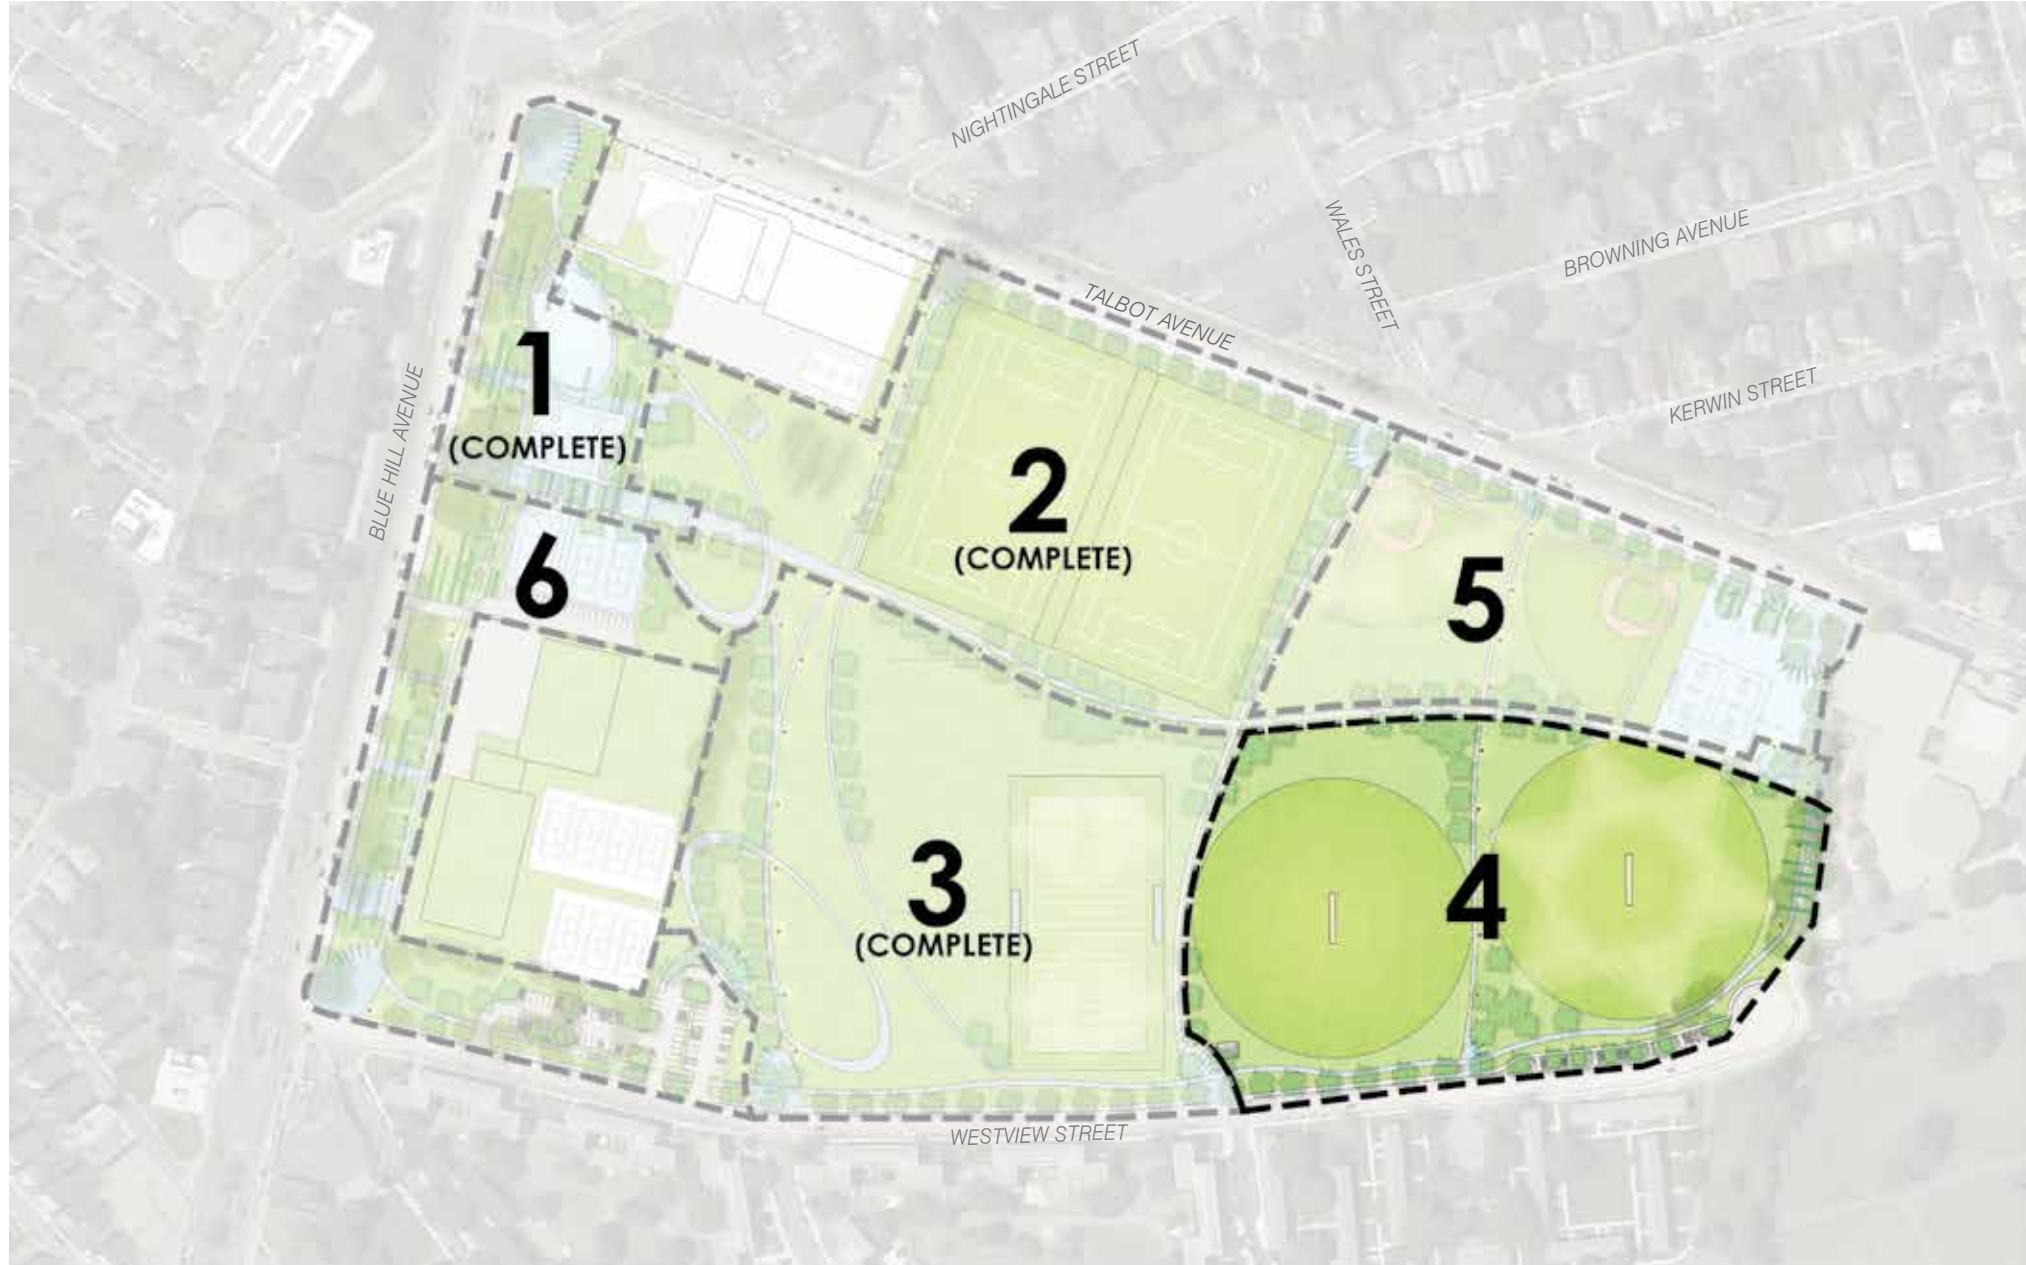 NIGHTINGALE STREET
WALES STREET
BROWNING AVENUE
TALBOT AVENUE
KERWIN STREET
BLUE HILL AVENUE
1
(COMPLETE)
2
(COMPLETE)
6
5
3
(COMPLETE)
4
WESTVIEW STREET